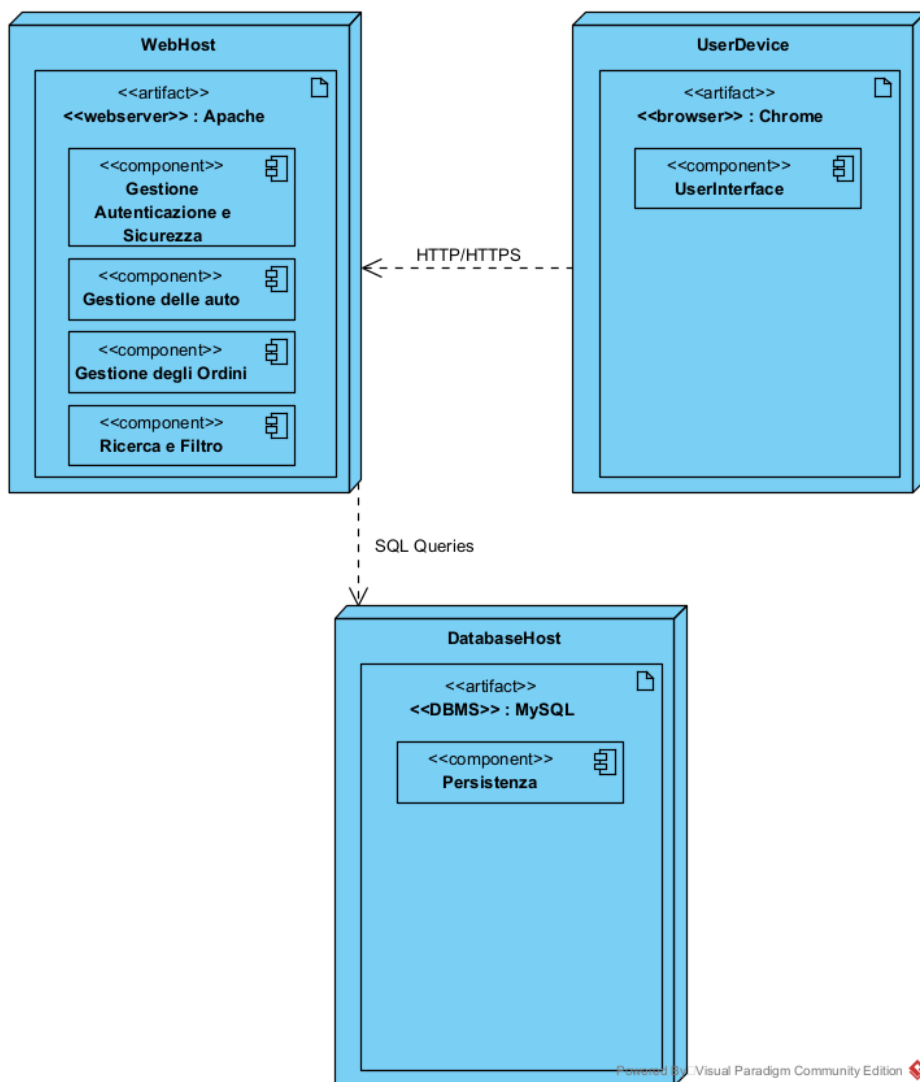 WebHost
<<artifact>>
<<webserver>> : Apache
<<component>>
Gestione
Autenticazione e
Sicurezza
<<component>>
Gestione delle auto
<<component>>
Gestione degli Ordini
<<component>>
Ricerca e Filtro
HTTP/HTTPS
UserDevice
<<artifact>>
<<browser>> : Chrome
<<component>>
UserInterface
SQL Queries
DatabaseHost
<<artifact>>
<<DBMS>> : MySQL
<<component>>
Persistenza
Powered By Visual Paradigm Community Edition